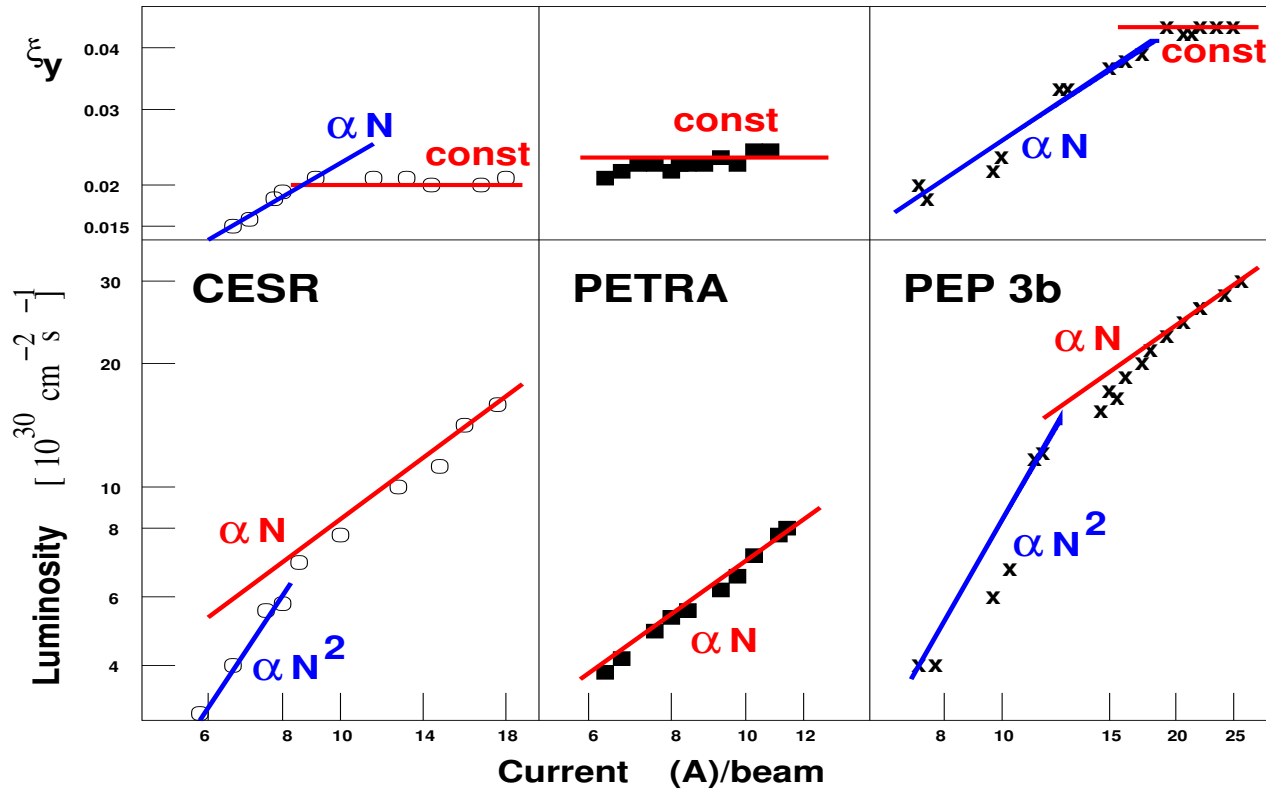 ξy
0.04
0.03
0.02
0.015
α N
const
const
α N
const
Luminosity [ 10^30 cm^−2 s^−1 ]
30
20
10
8
6
4
CESR
α N
α N^2
PETRA
α N
PEP 3b
α N
α N^2
6 8 10 14 18
6 8 10 12
8 10 15 20 25
Current (A)/beam